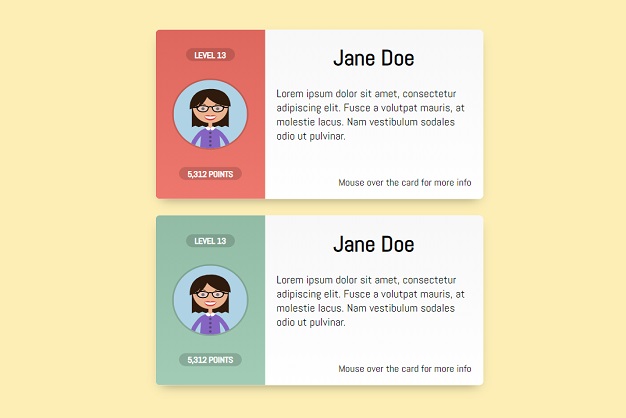 LEVEL 13
Jane Doe
Lorem ipsum dolor sit amet, consectetur
adipiscing elit. Fusce a volutpat mauris, at
molestie lacus. Nam vestibulum sodales
odio ut pulvinar.
5,312 POINTS
Mouse over the card for more info
LEVEL 13
Jane Doe
Lorem ipsum dolor sit amet, consectetur
adipiscing elit. Fusce a volutpat mauris, at
molestie lacus. Nam vestibulum sodales
odio ut pulvinar.
5,312 POINTS
Mouse over the card for more info